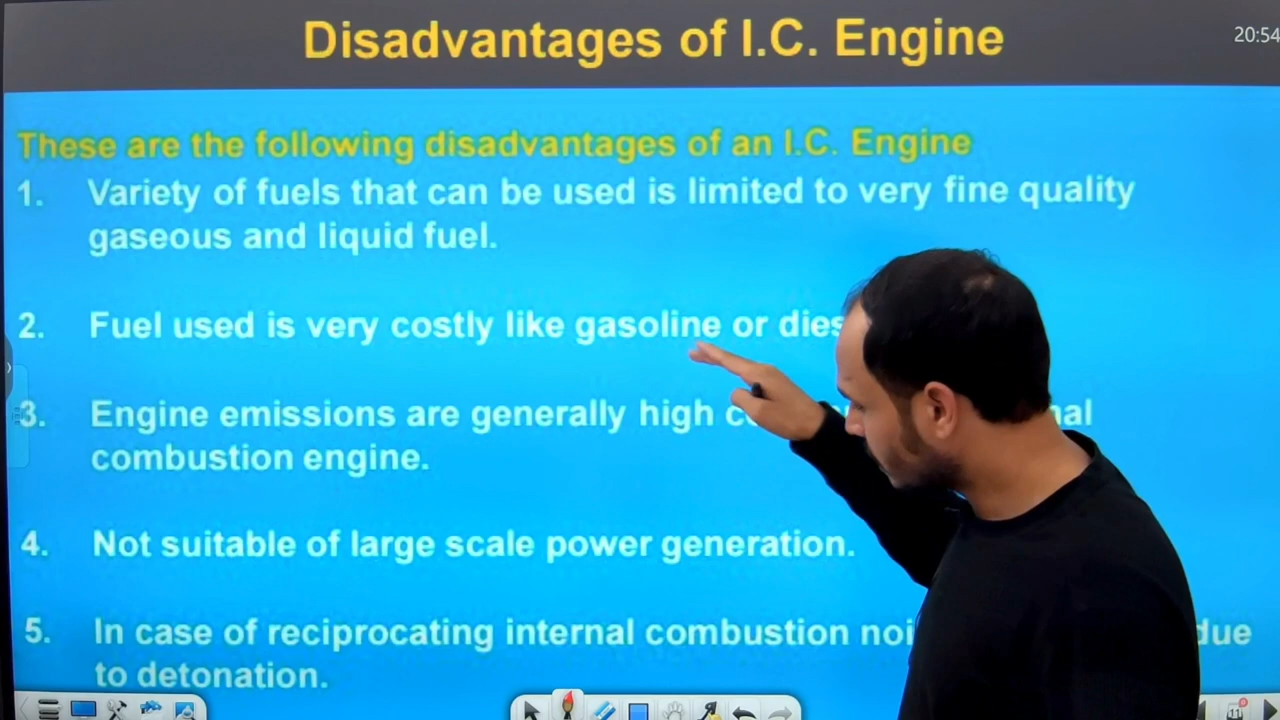 Disadvantages of I.C. Engine
20:54
These are the following disadvantages of an I.C. Engine
1. Variety of fuels that can be used is limited to very fine quality
gaseous and liquid fuel.
2. Fuel used is very costly like gasoline or
3. Engine emissions are generally high
combustion engine.
4. Not suitable of large scale power generation.
5. In case of reciprocating internal combustion due
to detonation.